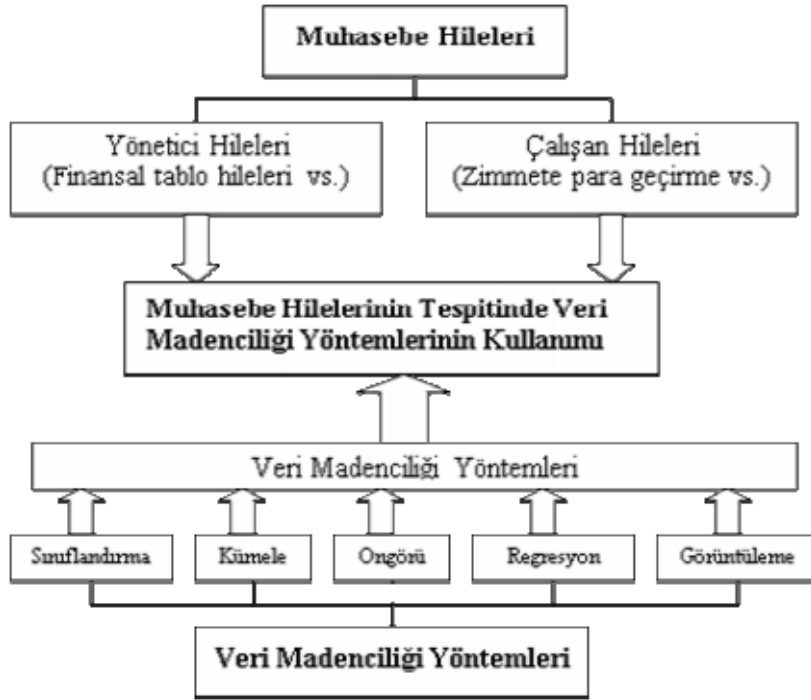 Muhasebe Hileleri
Yönetici Hileleri
(Finansal tablo hileleri vs.)
Çalışan Hileleri
(Zimmete para geçirme vs.)
Muhasebe Hilelerinin Tespitinde Veri
Madenciliği Yöntemlerinin Kullanımı
Veri Madenciliği Yöntemleri
Sınıflandırma
Kümele
Ongörü
Regresyon
Görüntüleme
Veri Madenciliği Yöntemleri